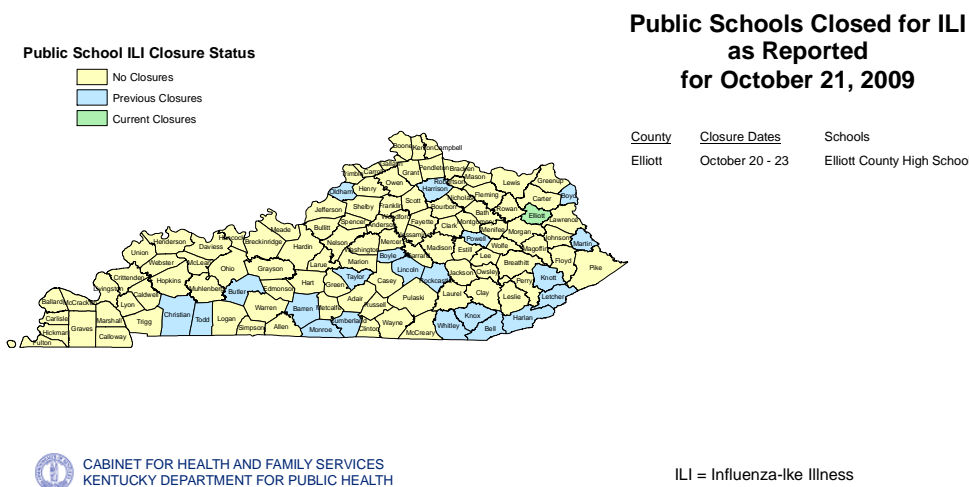 Public Schools Closed for ILI
as Reported
for October 21, 2009
Public School ILI Closure Status
No Closures
Previous Closures
Current Closures
County Closure Dates Schools
Elliott October 20 - 23 Elliott County High School
Boone Kenton Campbell
Trimble Carroll Grant Pendleton Bracken
Owen Mason Lewis Greenup
Oldham Henry Harrison Carter Boyd
Nicholas Fleming
Shelby Franklin Scott Bourbon Rowan Elliott
Jefferson Bath Lawrence
Spencer Anderson Fayette Clark Montgomery
Meade Bullitt Menifee Morgan
Hancock Breckinridge Nelson Mercer Madison Powell Wolfe Johnson Martin
Henderson Daviess Hardin Washington Estill Magoffin
Union Marion Boyle Lee Floyd
Webster McLean Ohio Grayson Larue Breathitt Pike
Lincoln Jackson Owsley Knott
Crittenden Hopkins Hart Green Taylor Casey Rockcastle Perry
Livingston Muhlenberg Butler Edmonson Letcher
Ballard McCracken Caldwell Adair Pulaski Laurel Clay Leslie
Lyon Warren Barren Metcalfe Russell
Carlisle Marshall Trigg Christian Todd Logan Knox Harlan
Hickman Graves Simpson Allen Monroe Clinton Wayne McCreary Whitley Bell
Fulton Calloway
CABINET FOR HEALTH AND FAMILY SERVICES
KENTUCKY DEPARTMENT FOR PUBLIC HEALTH
ILI = Influenza-lke Illness